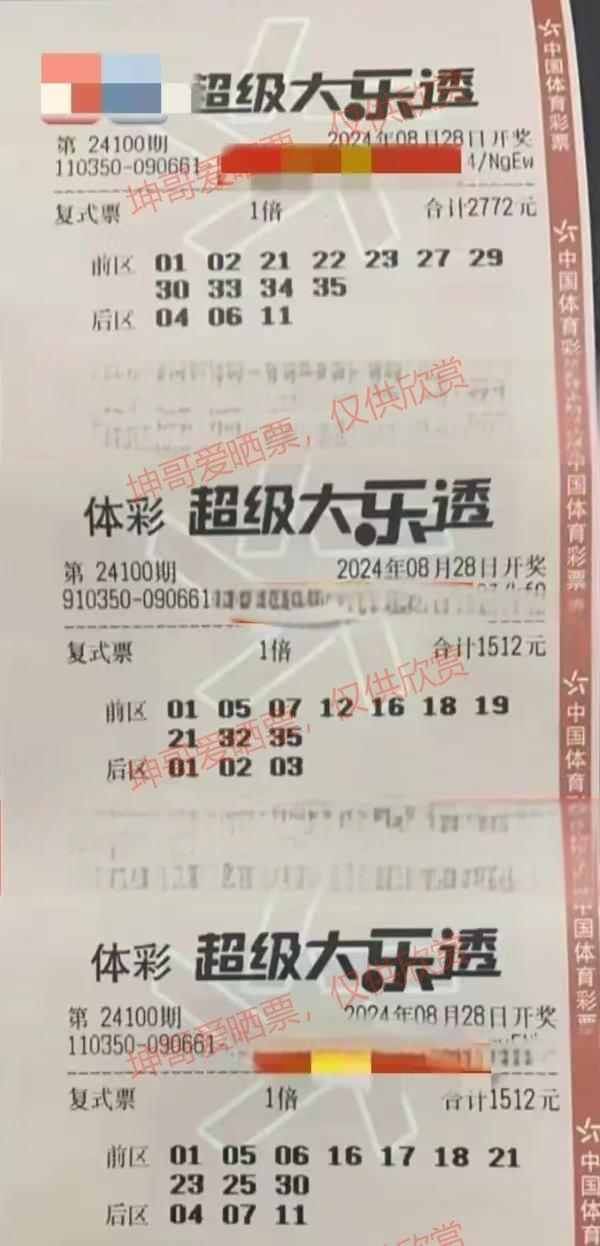 超级大乐透
第 24100期 2024年08月28日开奖
110350-090661 4/NgEw
复式票 1倍 合计2772元
前区 01 02 21 22 23 27 29
30 33 34 35
后区 04 06 11
体彩 超级大乐透
第 24100期 2024年08月28日开奖
910350-090661
复式票 1倍 合计1512元
前区 01 05 07 12 16 18 19
21 32 35
后区 01 02 03
体彩 超级大乐透
第 24100期 2024年08月28日开奖
110350-090661
复式票 1倍 合计1512元
前区 01 05 06 16 17 18 21
23 25 30
后区 04 07 11
中国体育彩票
中国体育彩
中国体育彩票
中国体育
中国体育彩票
中国
坤哥爱晒票，仅供欣赏
坤哥爱晒票，仅供欣赏
坤哥爱晒票，仅供欣赏
坤哥爱晒票，仅供欣赏